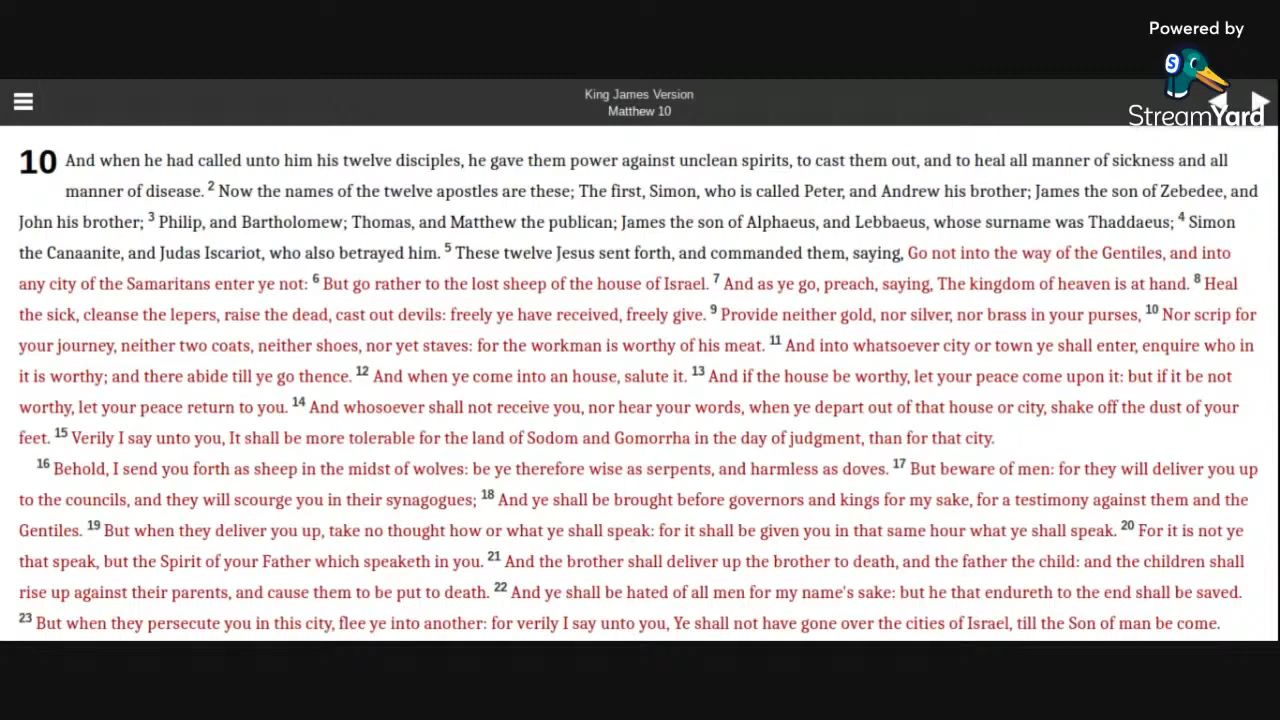 Powered by
S
StreamYard
King James Version
Matthew 10
10 And when he had called unto him his twelve disciples, he gave them power against unclean spirits, to cast them out, and to heal all manner of sickness and all
manner of disease. 2 Now the names of the twelve apostles are these; The first, Simon, who is called Peter, and Andrew his brother; James the son of Zebedee, and
John his brother; 3 Philip, and Bartholomew; Thomas, and Matthew the publican; James the son of Alphaeus, and Lebbaeus, whose surname was Thaddaeus; 4 Simon
the Canaanite, and Judas Iscariot, who also betrayed him. 5 These twelve Jesus sent forth, and commanded them, saying, Go not into the way of the Gentiles, and into
any city of the Samaritans enter ye not: 6 But go rather to the lost sheep of the house of Israel. 7 And as ye go, preach, saying, The kingdom of heaven is at hand. 8 Heal
the sick, cleanse the lepers, raise the dead, cast out devils: freely ye have received, freely give. 9 Provide neither gold, nor silver, nor brass in your purses, 10 Nor scrip for
your journey, neither two coats, neither shoes, nor yet staves: for the workman is worthy of his meat. 11 And into whatsoever city or town ye shall enter, enquire who in
it is worthy; and there abide till ye go thence. 12 And when ye come into an house, salute it. 13 And if the house be worthy, let your peace come upon it: but if it be not
worthy, let your peace return to you. 14 And whosoever shall not receive you, nor hear your words, when ye depart out of that house or city, shake off the dust of your
feet. 15 Verily I say unto you, It shall be more tolerable for the land of Sodom and Gomorrha in the day of judgment, than for that city.
16 Behold, I send you forth as sheep in the midst of wolves: be ye therefore wise as serpents, and harmless as doves. 17 But beware of men: for they will deliver you up
to the councils, and they will scourge you in their synagogues; 18 And ye shall be brought before governors and kings for my sake, for a testimony against them and the
Gentiles. 19 But when they deliver you up, take no thought how or what ye shall speak: for it shall be given you in that same hour what ye shall speak. 20 For it is not ye
that speak, but the Spirit of your Father which speaketh in you. 21 And the brother shall deliver up the brother to death, and the father the child: and the children shall
rise up against their parents, and cause them to be put to death. 22 And ye shall be hated of all men for my name's sake: but he that endureth to the end shall be saved.
23 But when they persecute you in this city, flee ye into another: for verily I say unto you, Ye shall not have gone over the cities of Israel, till the Son of man be come.